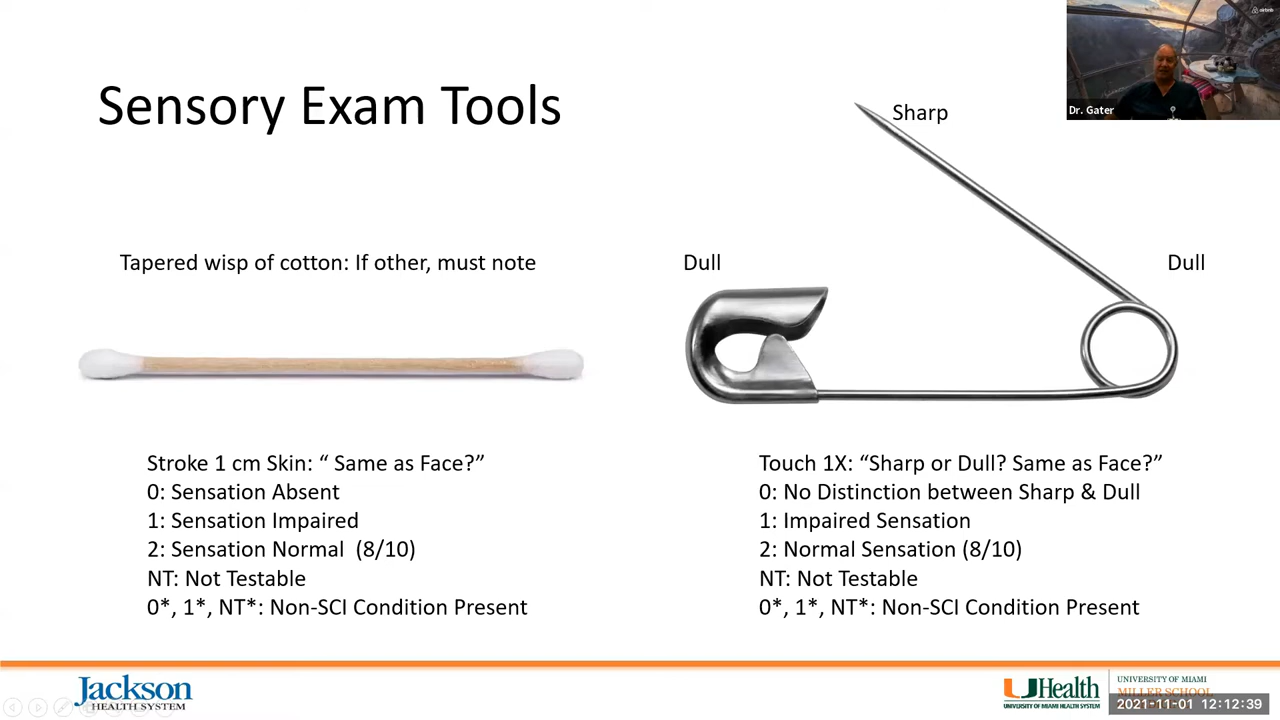 airbnb
Dr. Gater
Sensory Exam Tools
Sharp
Tapered wisp of cotton: If other, must note
Dull
Dull
Stroke 1 cm Skin: “ Same as Face?”
0: Sensation Absent
1: Sensation Impaired
2: Sensation Normal  (8/10)
NT: Not Testable
0*, 1*, NT*: Non-SCI Condition Present
Touch 1X: “Sharp or Dull? Same as Face?”
0: No Distinction between Sharp & Dull
1: Impaired Sensation
2: Normal Sensation (8/10)
NT: Not Testable
0*, 1*, NT*: Non-SCI Condition Present
Jackson
HEALTH SYSTEM
UHealth
UNIVERSITY OF MIAMI HEALTH SYSTEM
UNIVERSITY OF MIAMI
MILLER SCHOOL
2021-11-01 12:12:39